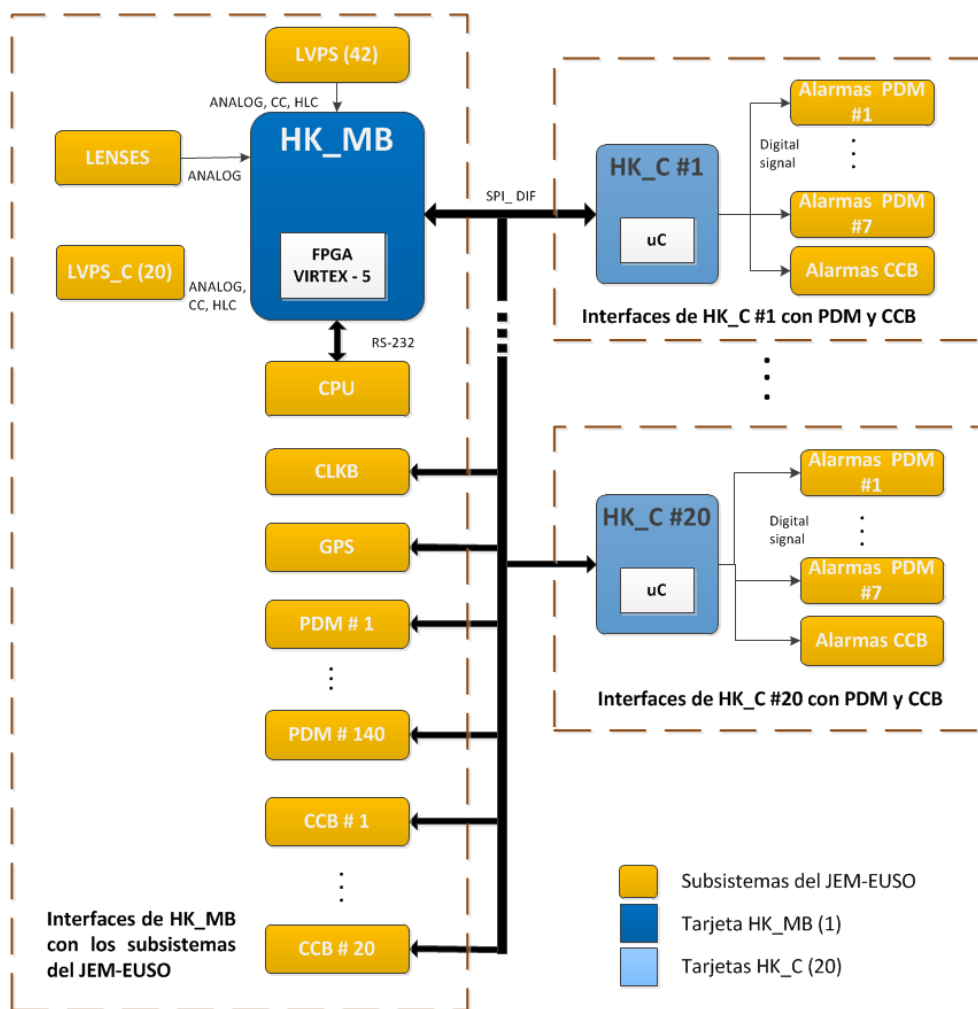 LVPS (42)
ANALOG, CC, HLC
HK_MB
LENSES
ANALOG
FPGA
VIRTEX - 5
LVPS_C (20)
ANALOG,
CC, HLC
RS-232
CPU
CLKB
GPS
PDM # 1
PDM # 140
CCB # 1
CCB # 20
Interfaces de HK_MB
con los subsistemas
del JEM-EUSO
SPI_ DIF
HK_C #1
uC
Digital
signal
Alarmas PDM
#1
Alarmas PDM
#7
Alarmas CCB
Interfaces de HK_C #1 con PDM y CCB
HK_C #20
uC
Digital
signal
Alarmas PDM
#1
Alarmas PDM
#7
Alarmas CCB
Interfaces de HK_C #20 con PDM y CCB
Subsistemas del JEM-EUSO
Tarjeta HK_MB (1)
Tarjetas HK_C (20)